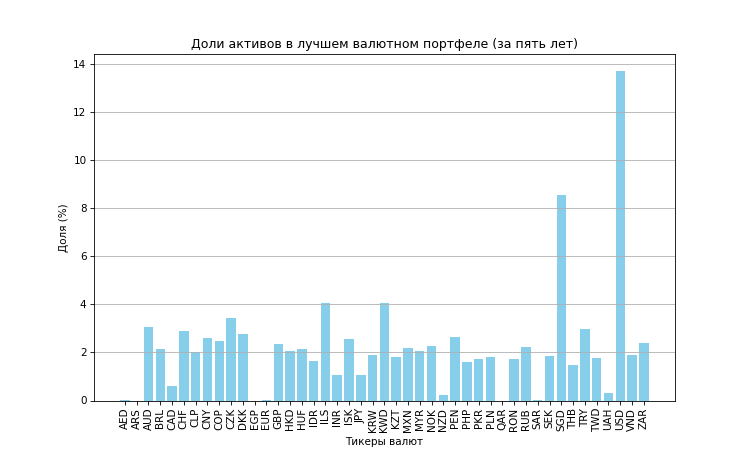 Доли активов в лучшем валютном портфеле (за пять лет)
14
12
10
8
6
4
2
0
Доля (%)
AED ARS AUD BRL CAD CHF CLP CNY COP CZK DKK EGP EUR GBP HKD HUF IDR ILS INR ISK JPY KRW KWD KZT MXN MYR NOK NZD PEN PHP PKR PLN QAR RON RUB SAR SEK SGD THB TRY TWD UAH USD VND ZAR
Тикеры валют